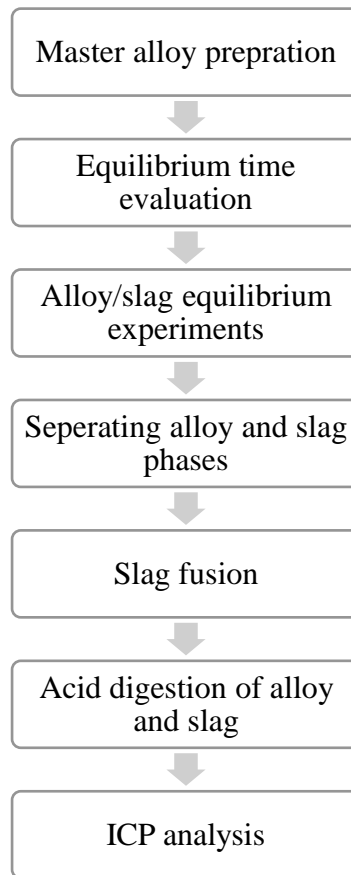 Master alloy prepration
Equilibrium time
evaluation
Alloy/slag equilibrium
experiments
Seperating alloy and slag
phases
Slag fusion
Acid digestion of alloy
and slag
ICP analysis